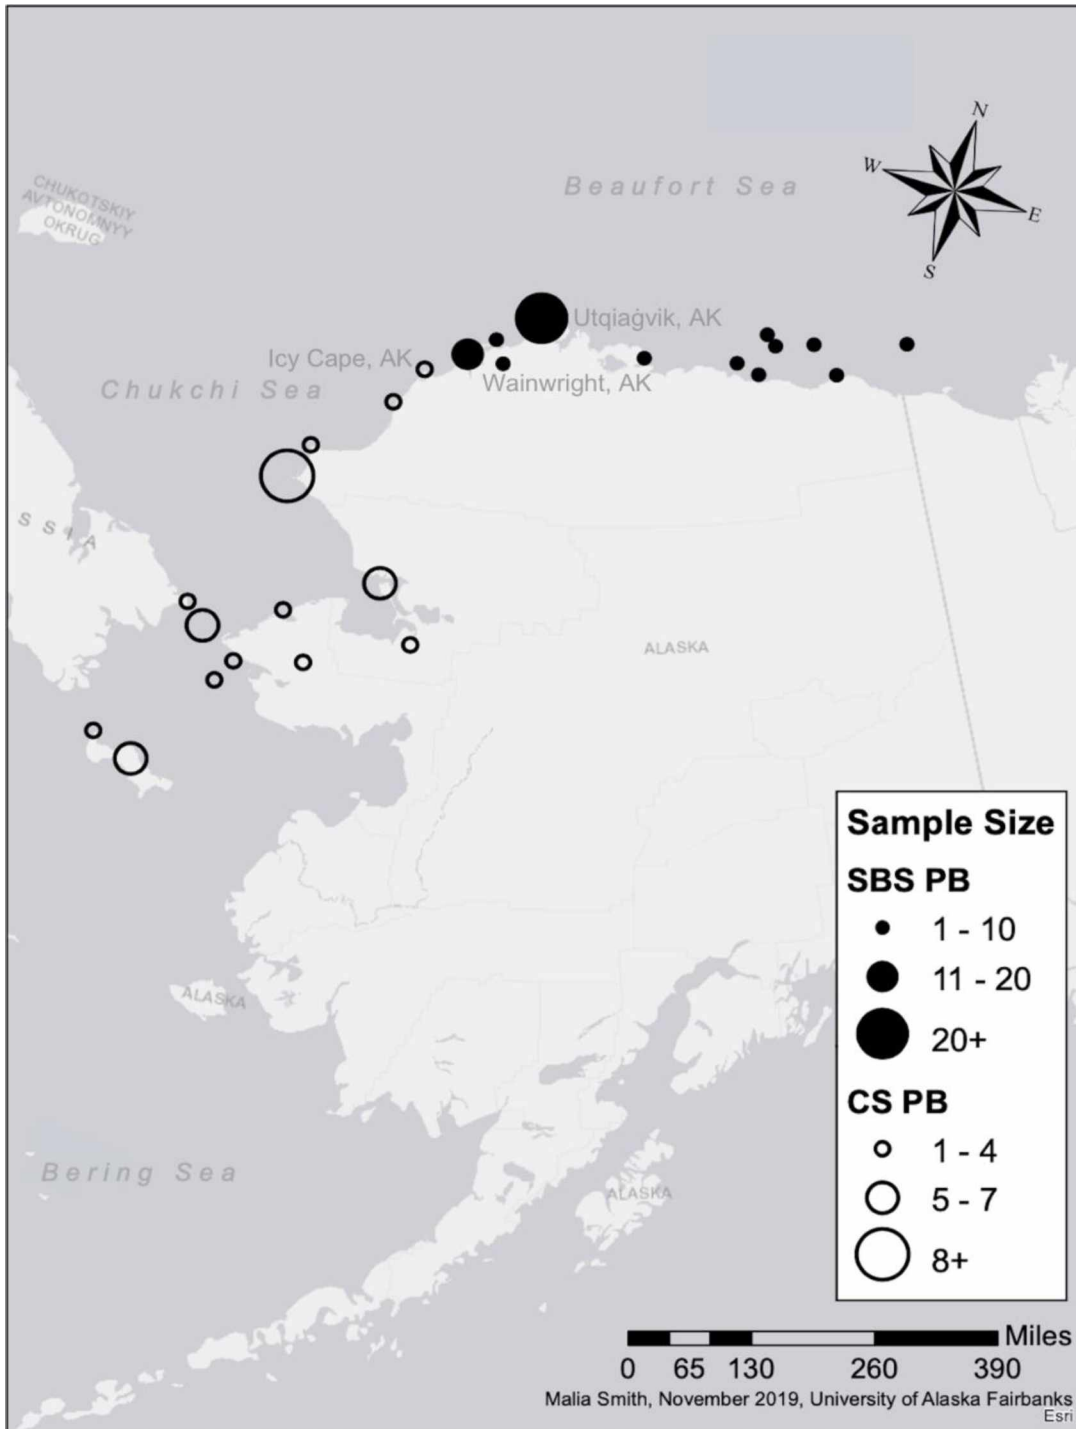 N
W
E
S
CHUKOTSKIY
AVTONOMNYY
OKRUG
Beaufort Sea
Utqiaġvik, AK
Icy Cape, AK
Wainwright, AK
Chukchi Sea
SSIA
ALASKA
ALASKA
Bering Sea
ALASKA
Sample Size
SBS PB
1 - 10
11 - 20
20+
CS PB
1 - 4
5 - 7
8+
Miles
0 65 130 260 390
Malia Smith, November 2019, University of Alaska Fairbanks
Esri